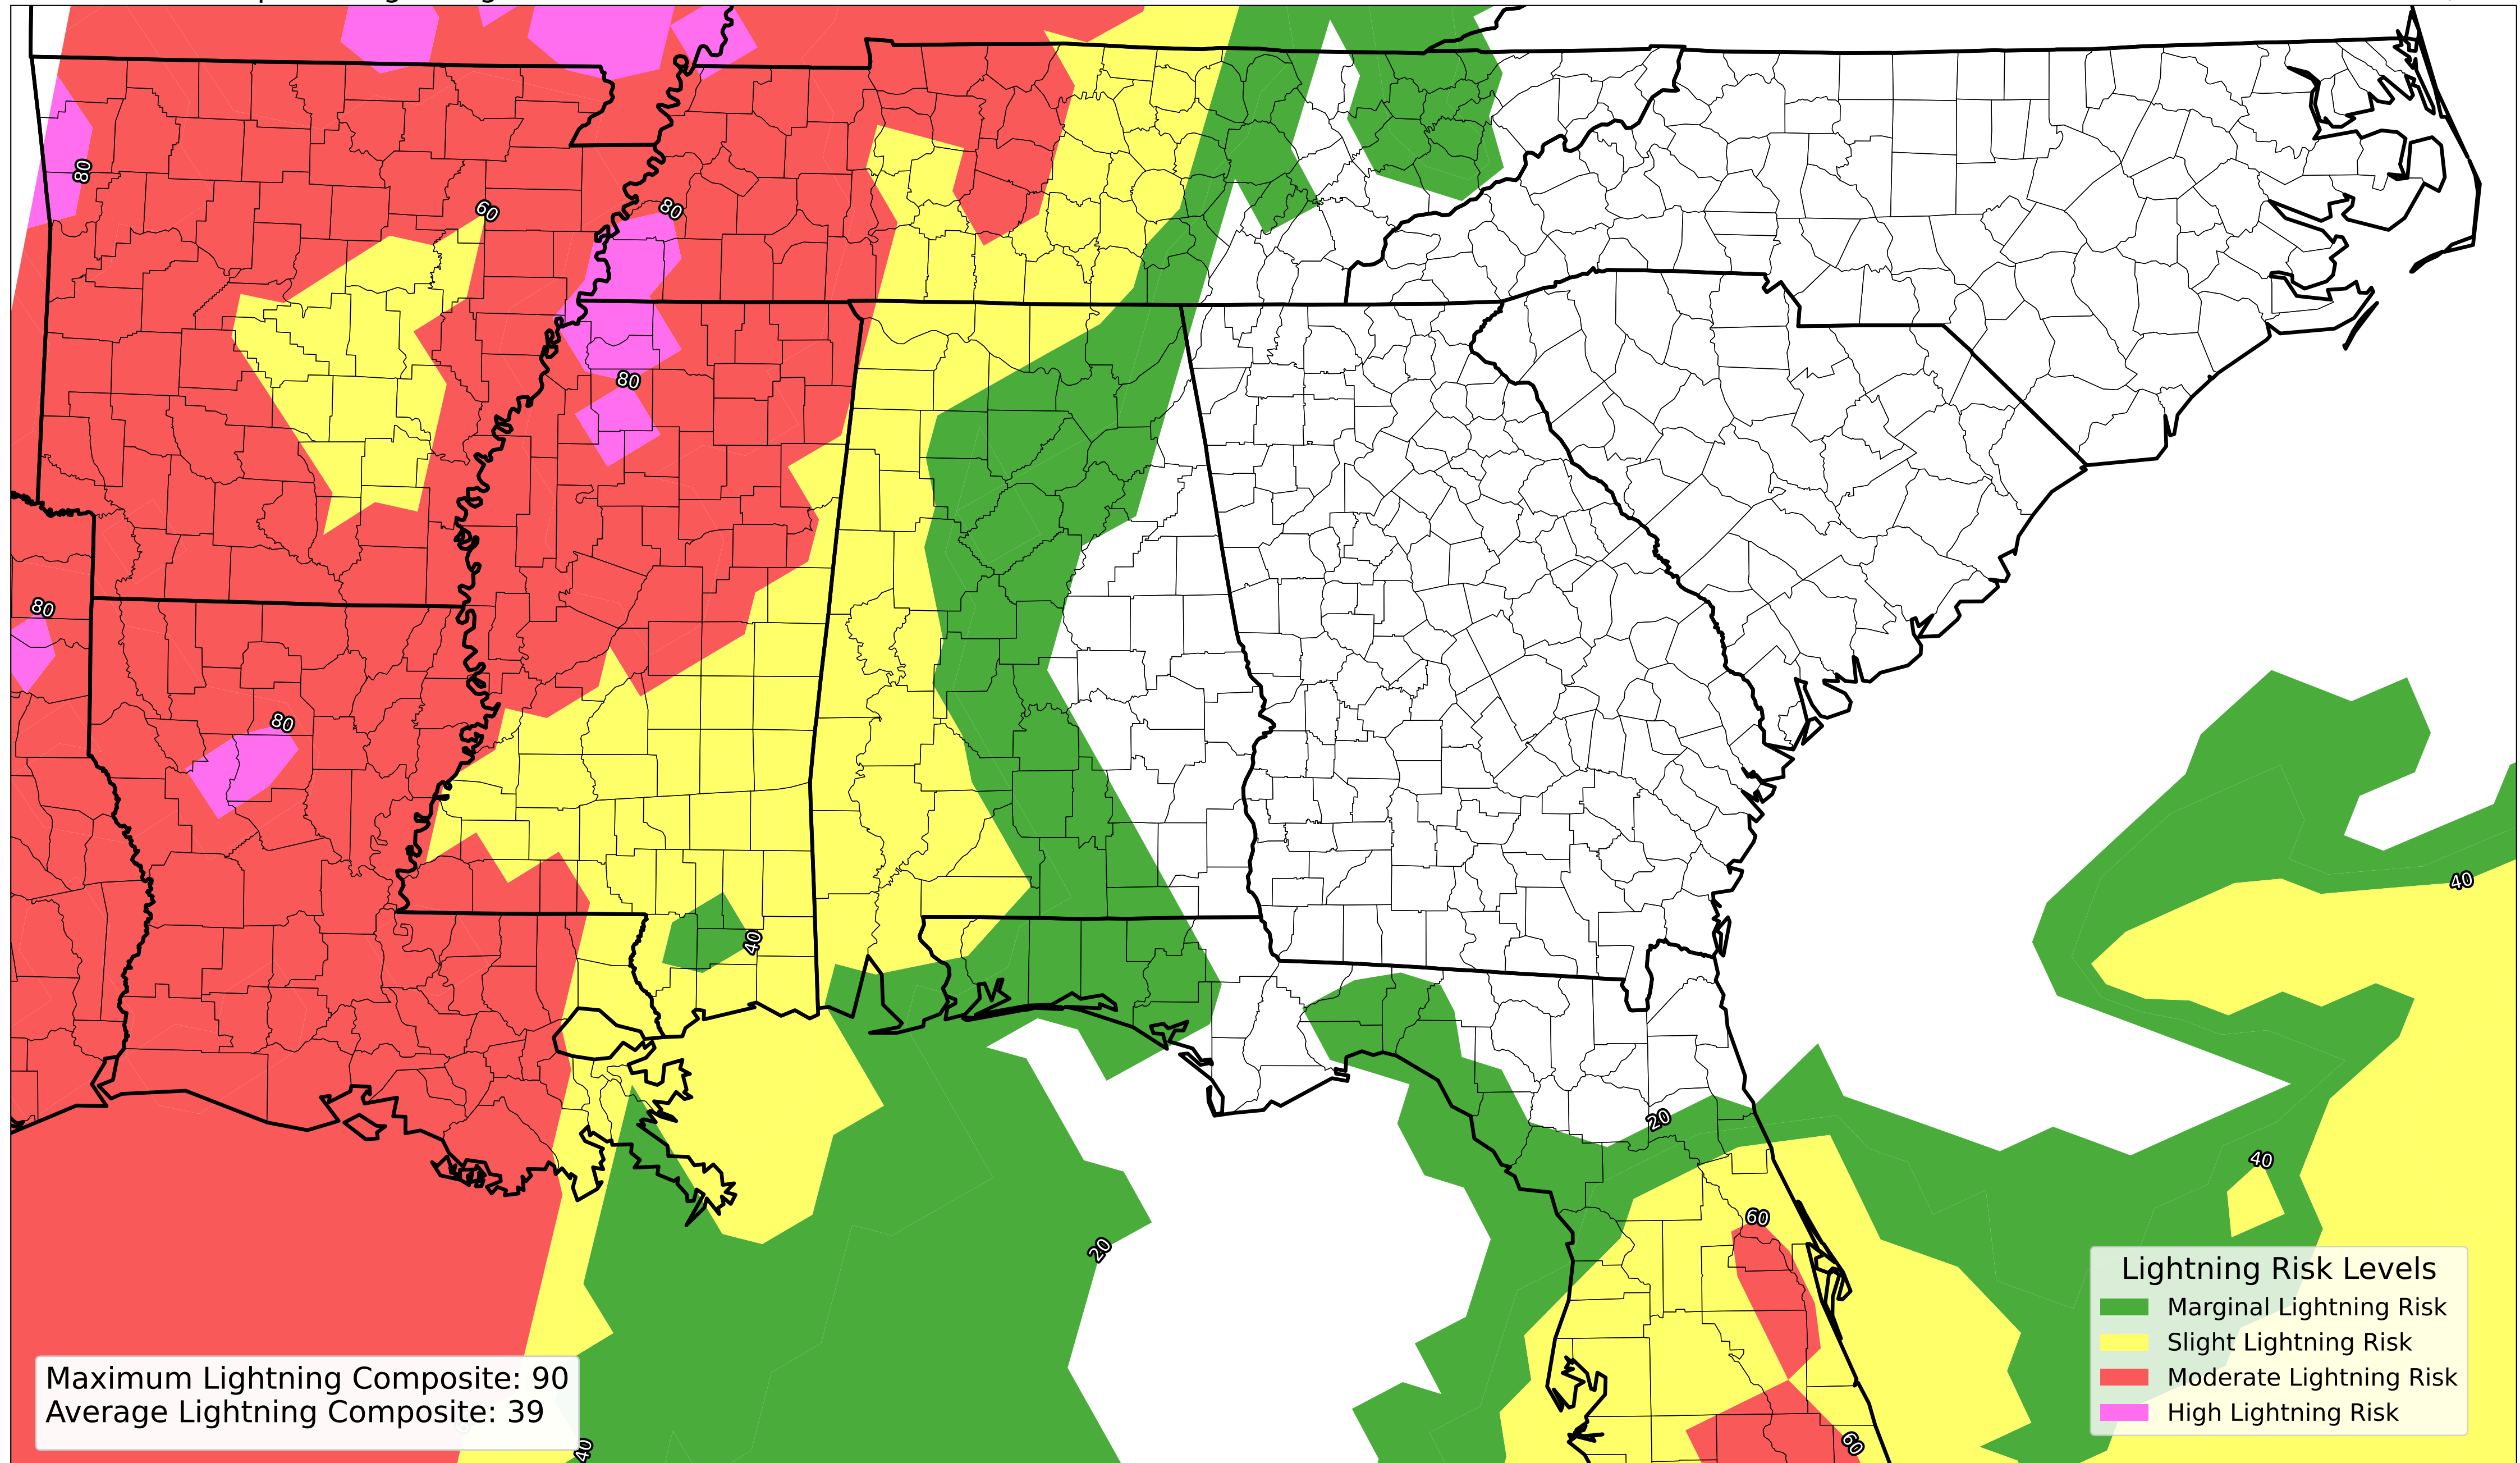 80
60
80
80
80
80
40
40
20
40
60
20
60
40
Lightning Risk Levels
Marginal Lightning Risk
Slight Lightning Risk
Moderate Lightning Risk
High Lightning Risk
Maximum Lightning Composite: 90
Average Lightning Composite: 39